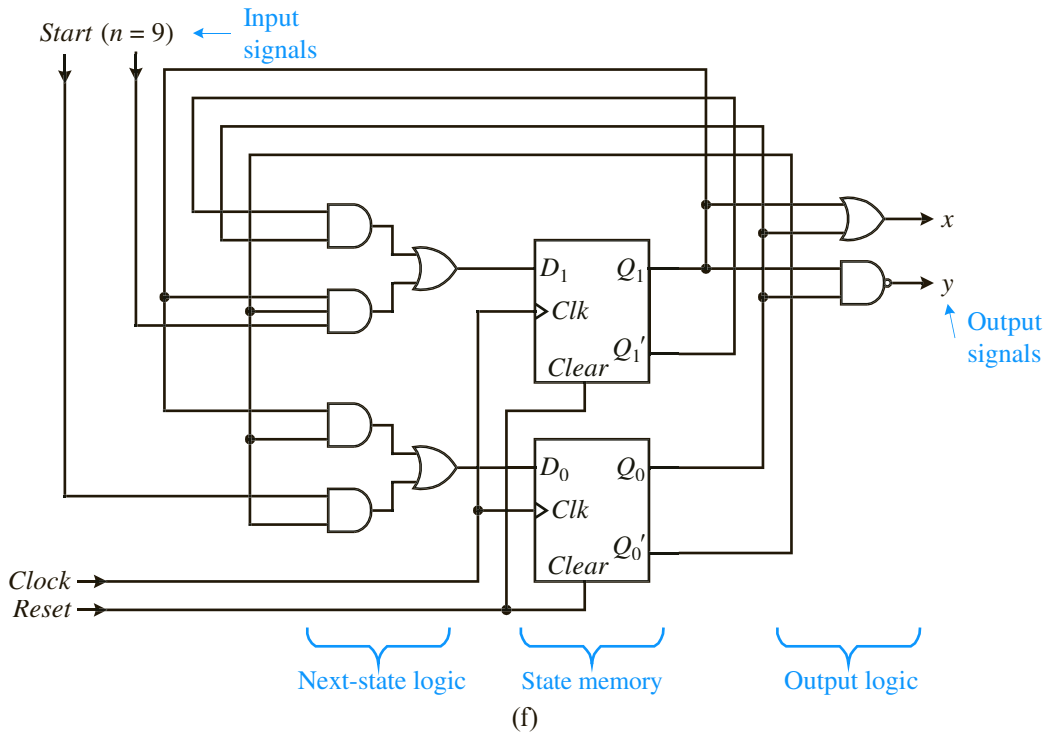 Start (n = 9)
Input
signals
x
D₁ Q₁
y
Clk
Q₁′
Output
signals
Clear
D₀ Q₀
Clk
Q₀′
Clear
Clock
Reset
Next-state logic State memory Output logic
(f)